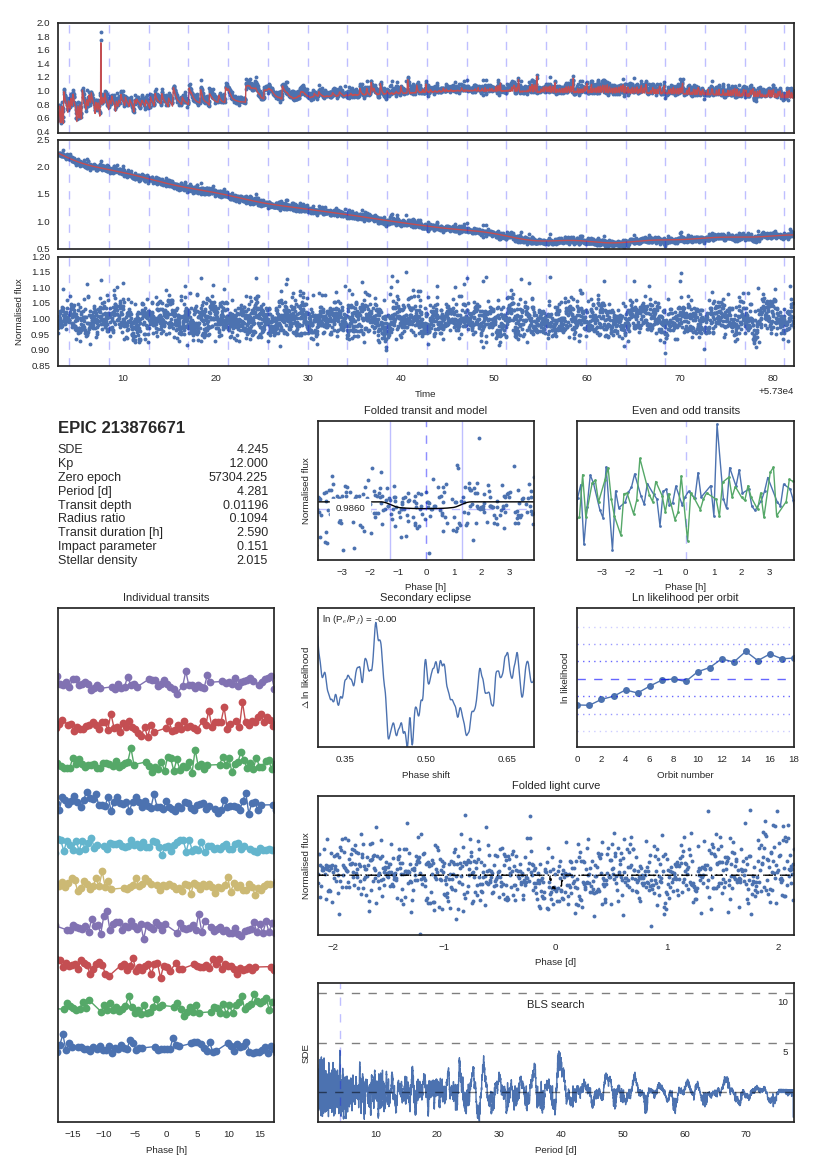 2.0
1.8
1.6
1.4
1.2
1.0
0.8
0.6
0.4
2.5
2.0
1.5
1.0
0.5
1.20
1.15
1.10
1.05
1.00
0.95
0.90
0.85
Normalised flux
10 20 30 40 50 60 70 80
Time
+5.73e4
EPIC 213876671
SDE 4.245
Kp 12.000
Zero epoch 57304.225
Period [d] 4.281
Transit depth 0.01196
Radius ratio 0.1094
Transit duration [h] 2.590
Impact parameter 0.151
Stellar density 2.015
Folded transit and model
Normalised flux
0.9860
−3 −2 −1 0 1 2 3
Phase [h]
Even and odd transits
−3 −2 −1 0 1 2 3
Phase [h]
Individual transits
−15 −10 −5 0 5 10 15
Phase [h]
Secondary eclipse
ln (Pₑ/P𝑓) = -0.00
Δ ln likelihood
0.35 0.50 0.65
Phase shift
Ln likelihood per orbit
ln likelihood
0 2 4 6 8 10 12 14 16 18
Orbit number
Folded light curve
Normalised flux
−2 −1 0 1 2
Phase [d]
BLS search
10
5
SDE
10 20 30 40 50 60 70
Period [d]